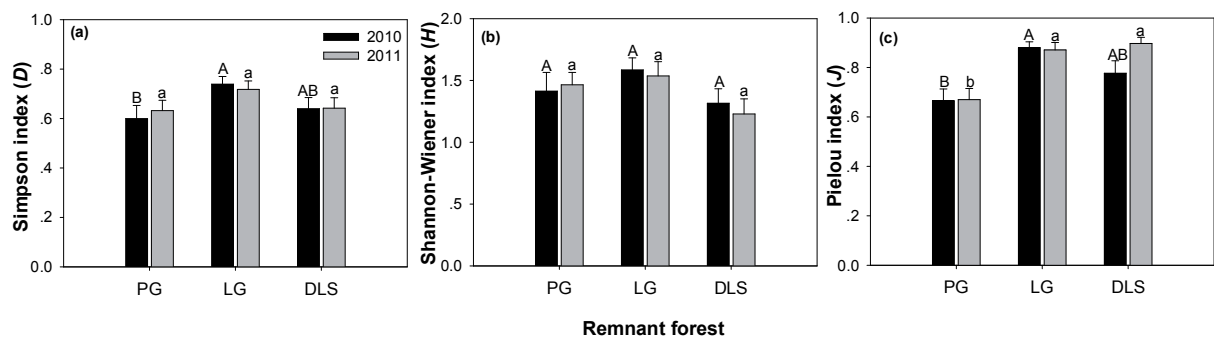 Simpson index (D)
1.0
.8
.6
.4
.2
0.0
(a)
2010
2011
B a
A a
AB a
PG LG DLS
Shannon-Wiener index (H)
2.0
1.5
1.0
.5
0.0
(b)
A a
A a
A a
PG LG DLS
Pielou index (J)
1.0
.8
.6
.4
.2
0.0
(c)
B b
A a
AB a
PG LG DLS
Remnant forest